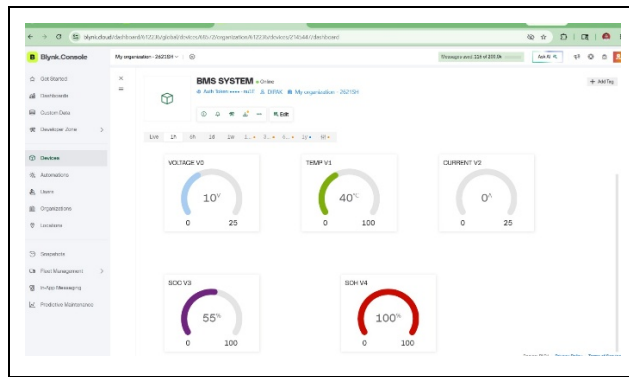 Blynk.Console
My organization - 2621SH
Get Started
Dashboards
Custom Data
Developer Zone
Devices
Automations
Users
Organizations
Locations
Snapshots
Fleet Management
In-App Messaging
Predictive Maintenance
BMS SYSTEM
Online
DIPAK
My organization - 2621SH
Add Tag
Edit
Live 1h 6h 1d 1w
VOLTAGE V0
10V
0 25
TEMP V1
40°C
0 100
CURRENT V2
0A
0 25
SOC V3
55%
0 100
SOH V4
100%
0 100